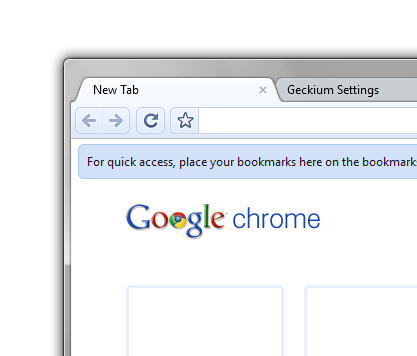 New Tab
Geckium Settings
For quick access, place your bookmarks here on the bookmark
Google chrome